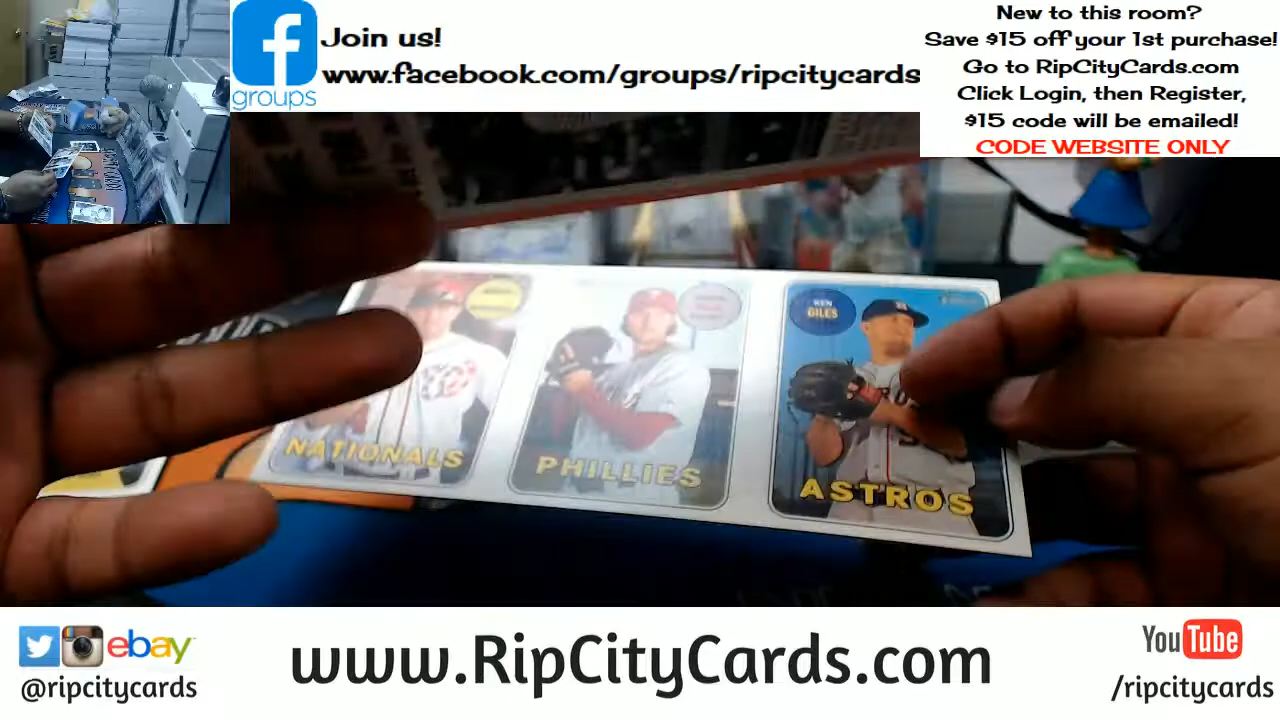 Join us!
www.facebook.com/groups/ripcitycards
groups
New to this room?
Save $15 off your 1st purchase!
Go to RipCityCards.com
Click Login, then Register,
$15 code will be emailed!
CODE WEBSITE ONLY
NATIONALS
PHILLIES
KEN
GILES
ASTROS
ebay
@ripcitycards
www.RipCityCards.com
YouTube
/ripcitycards